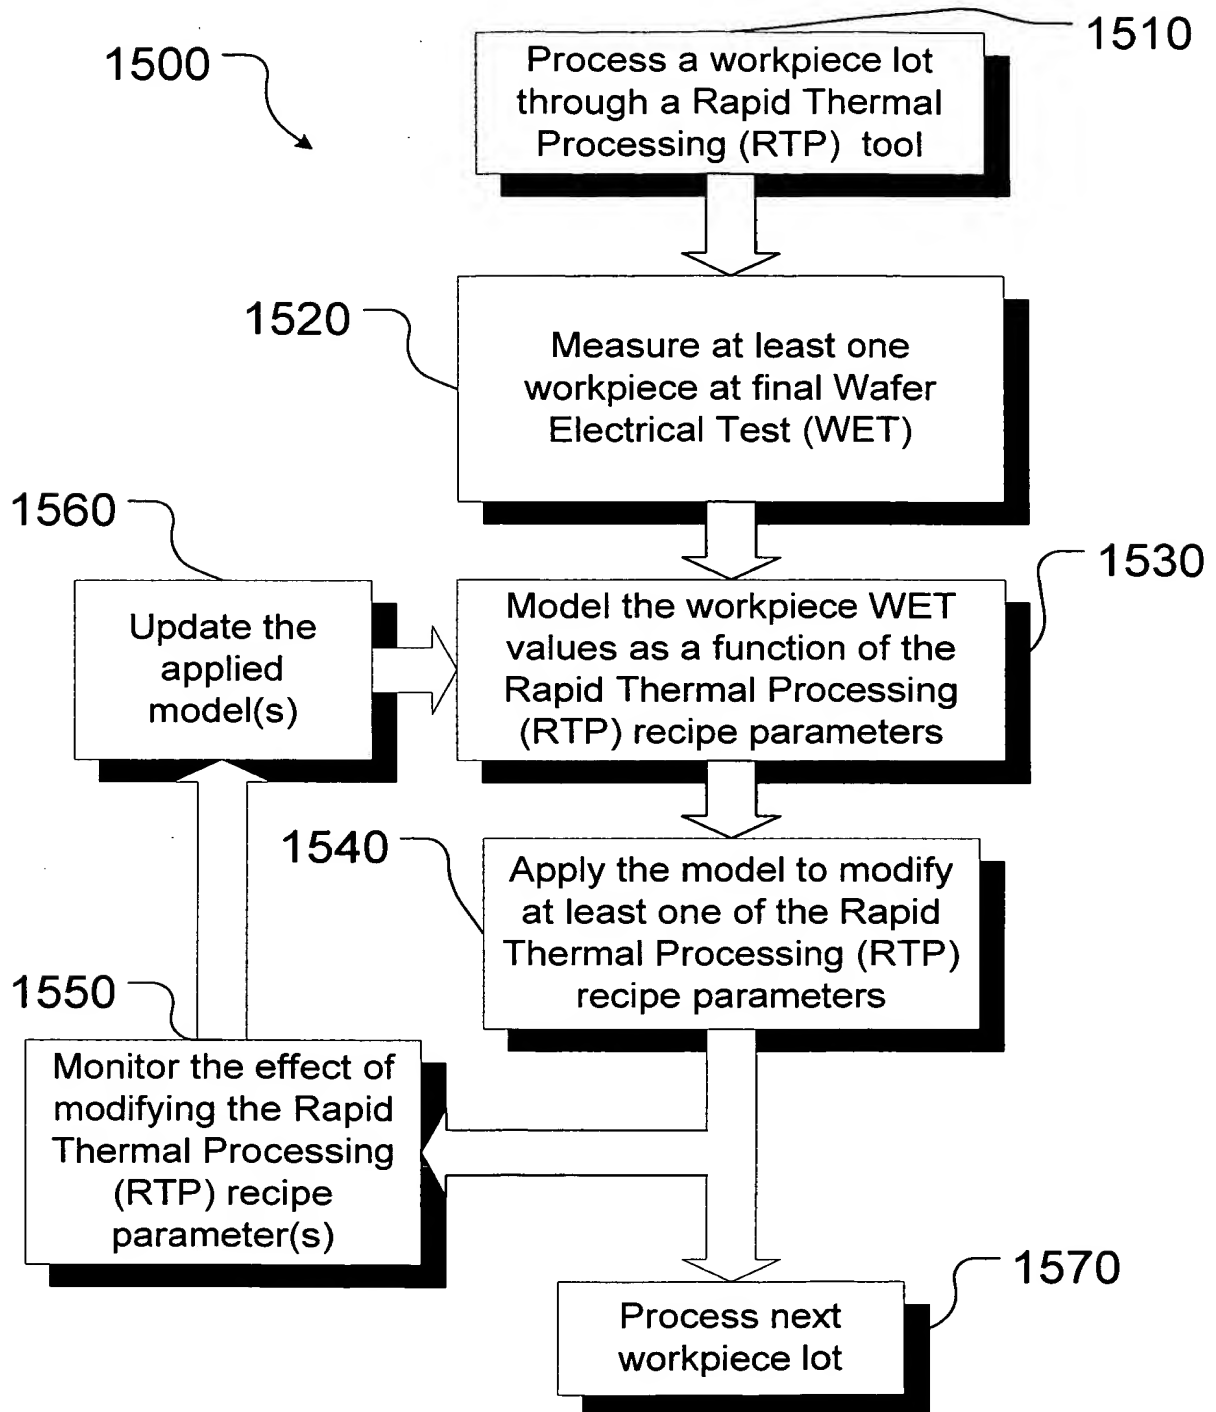 1500
1510
Process a workpiece lot
through a Rapid Thermal
Processing (RTP) tool
1520
Measure at least one
workpiece at final Wafer
Electrical Test (WET)
1530
Model the workpiece WET
values as a function of the
Rapid Thermal Processing
(RTP) recipe parameters
1560
Update the
applied
model(s)
1540
Apply the model to modify
at least one of the Rapid
Thermal Processing (RTP)
recipe parameters
1550
Monitor the effect of
modifying the Rapid
Thermal Processing
(RTP) recipe
parameter(s)
1570
Process next
workpiece lot